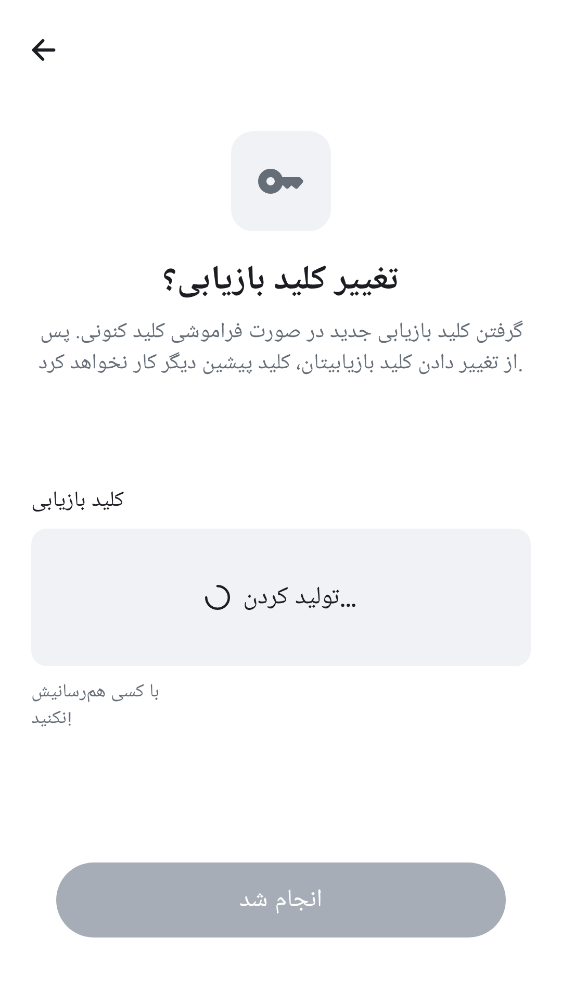 تغییر کلید بازیابی؟
گرفتن کلید بازیابی جدید در صورت فراموشی کلید کنونی. پس
از تغییر دادن کلید بازیابیتان، کلید پیشین دیگر کار نخواهد کرد.
کلید بازیابی
تولید کردن…
با کسی هم‌رسانیش
نکنید!
انجام شد